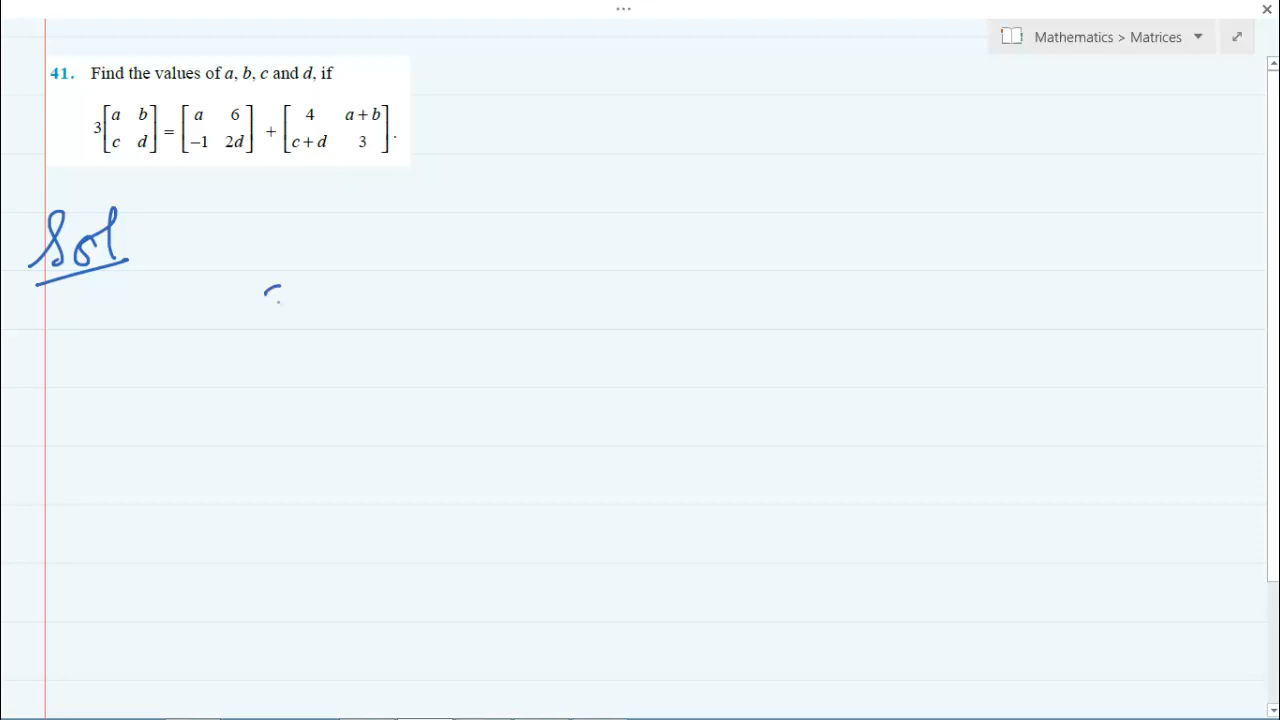 Mathematics > Matrices
41. Find the values of a, b, c and d, if
3[a b; c d] = [a 6; −1 2d] + [4 a+b; c+d 3].
Sol